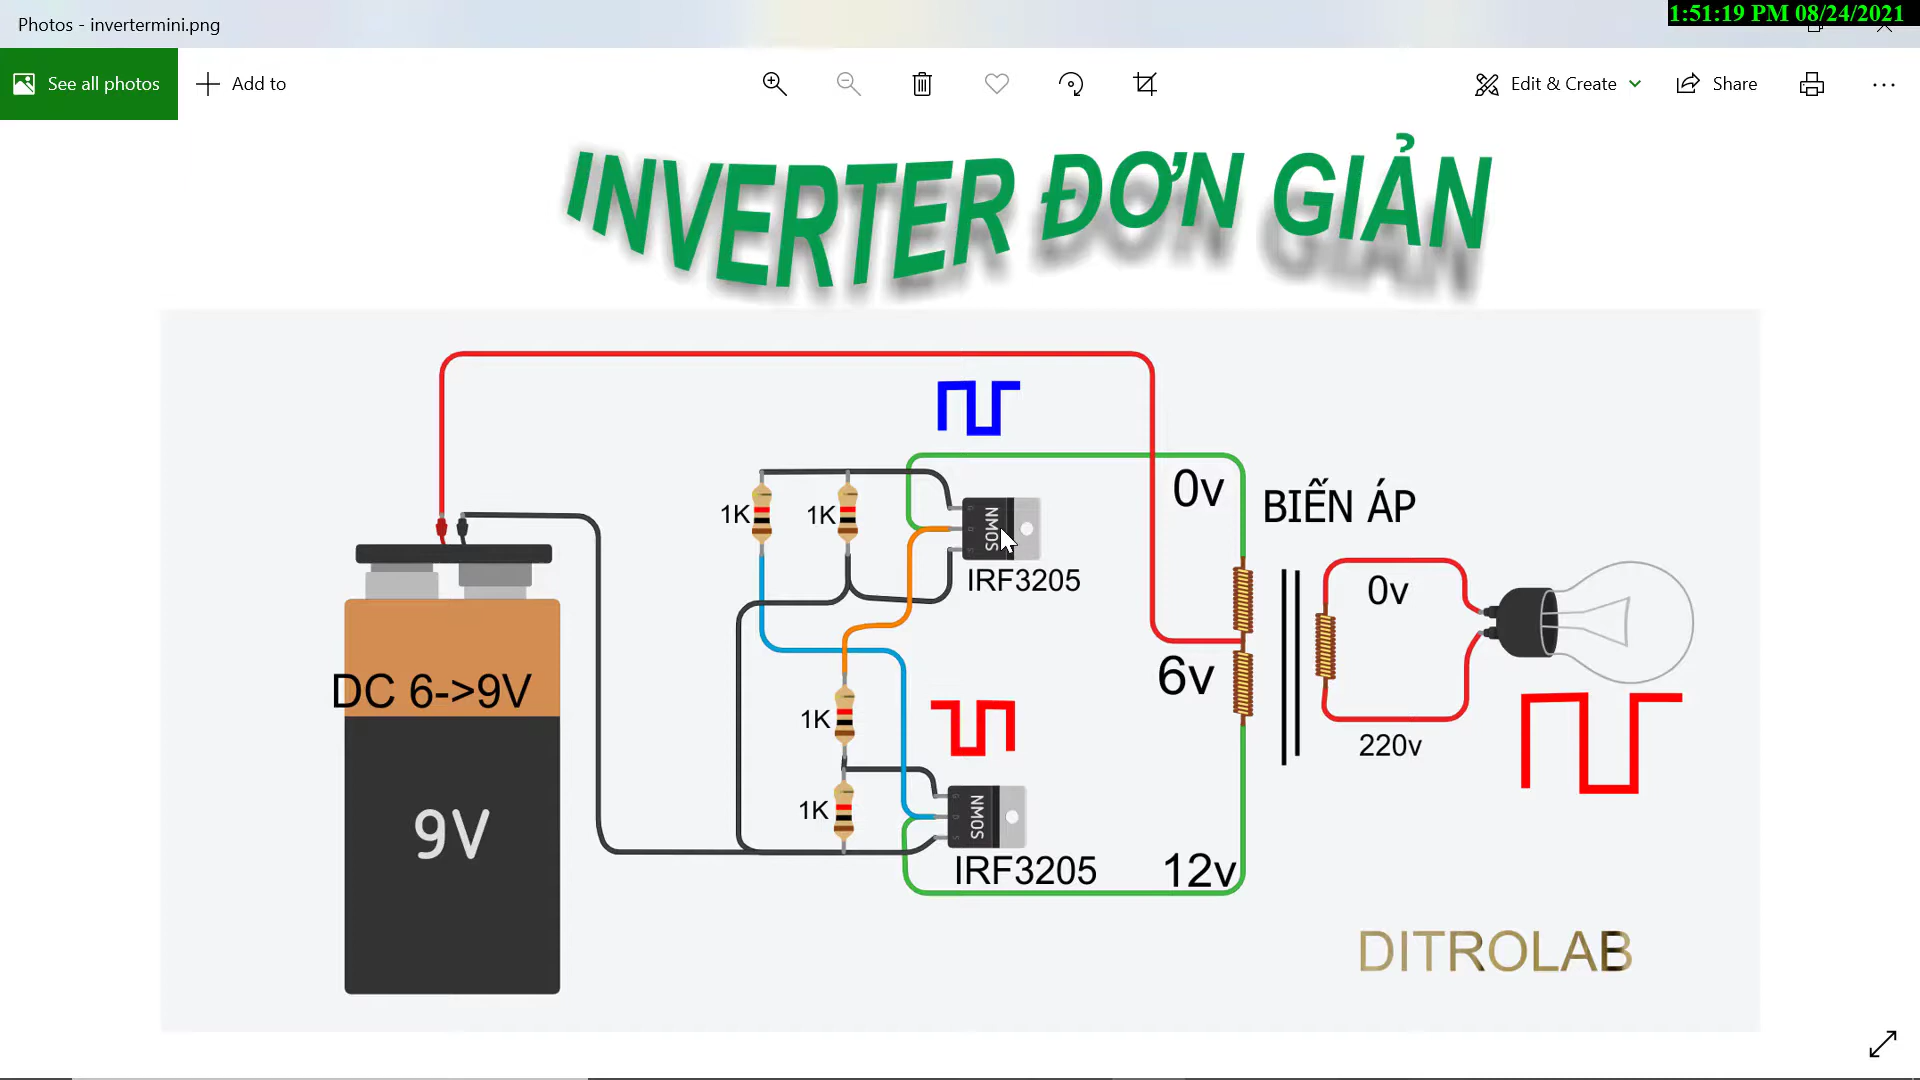 1:51:19 PM 08/24/2021
Photos - invertermini.png
See all photos
Add to
Edit & Create
Share
INVERTER ĐƠN GIẢN
0v
BIẾN ÁP
1K
1K
NMOS
IRF3205
0v
6v
DC 6->9V
1K
220v
1K
NMOS
9V
IRF3205
12v
DITROLAB